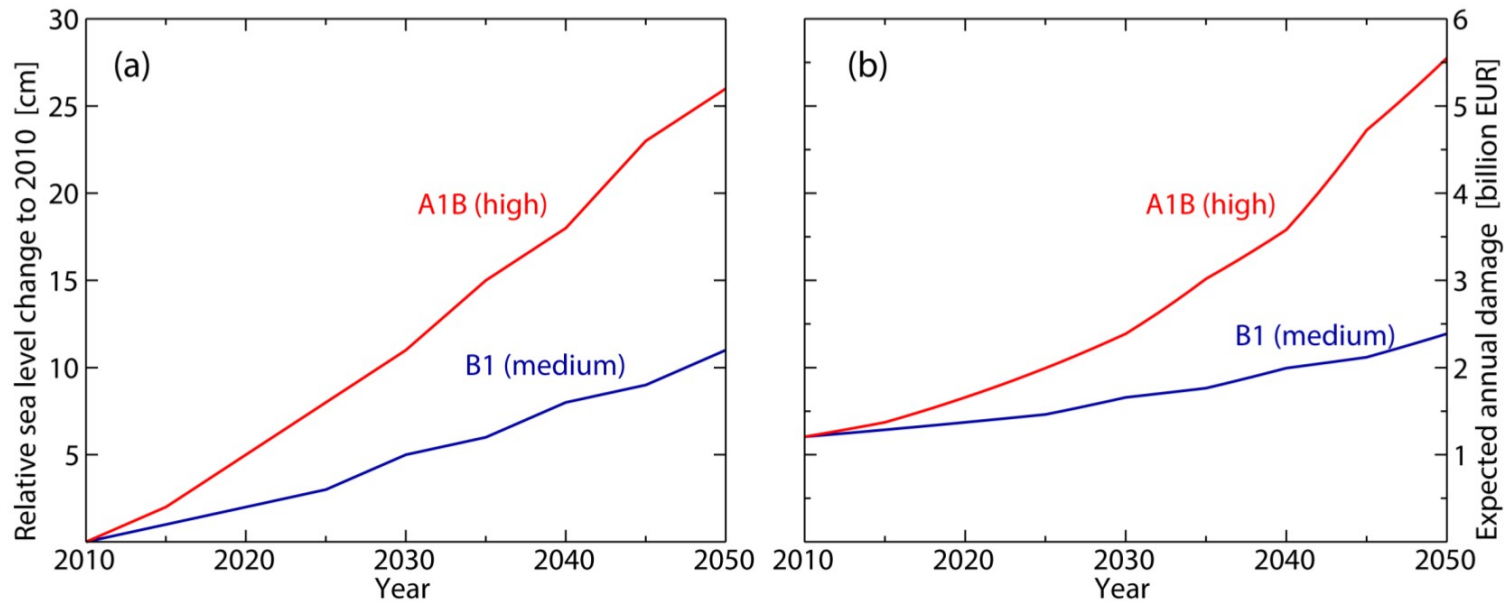 (a)
Relative sea level change to 2010 [cm]
30
25
20
15
10
5
A1B (high)
B1 (medium)
2010 2020 2030 2040 2050
Year
(b)
Expected annual damage [billion EUR]
6
5
4
3
2
1
A1B (high)
B1 (medium)
2010 2020 2030 2040 2050
Year